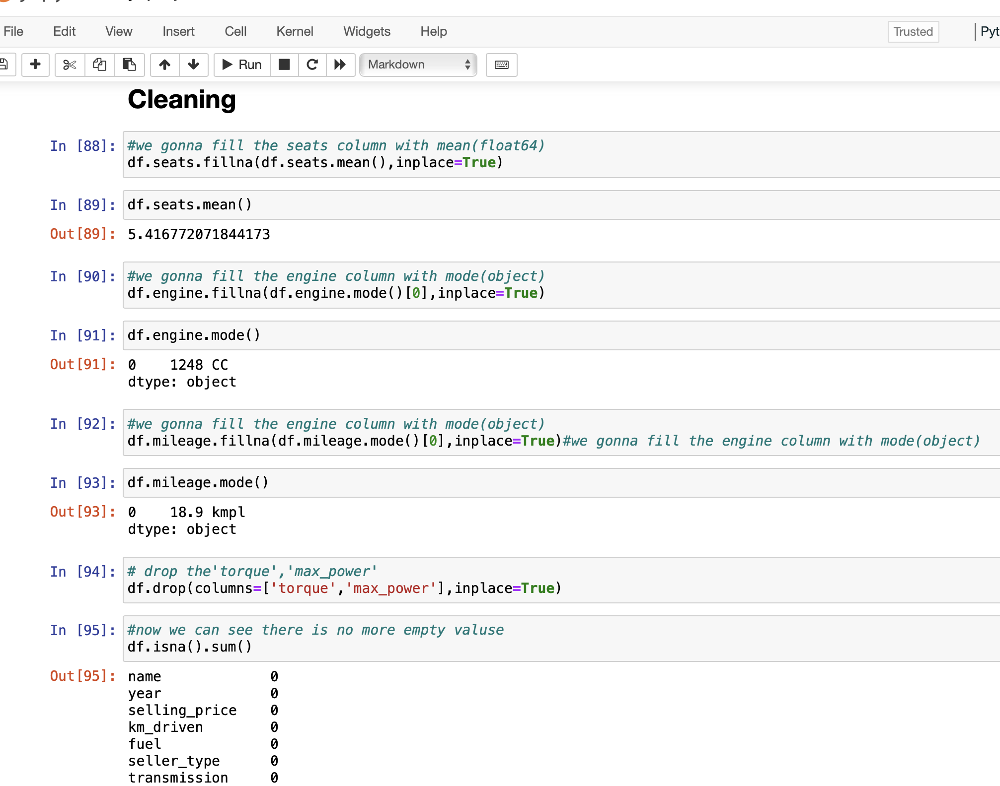 File Edit View Insert Cell Kernel Widgets Help Trusted
Run Markdown
Cleaning
In [88]: #we gonna fill the seats column with mean(float64)
df.seats.fillna(df.seats.mean(),inplace=True)
In [89]: df.seats.mean()
Out[89]: 5.416772071844173
In [90]: #we gonna fill the engine column with mode(object)
df.engine.fillna(df.engine.mode()[0],inplace=True)
In [91]: df.engine.mode()
Out[91]: 0    1248 CC
dtype: object
In [92]: #we gonna fill the engine column with mode(object)
df.mileage.fillna(df.mileage.mode()[0],inplace=True)#we gonna fill the engine column with mode(object)
In [93]: df.mileage.mode()
Out[93]: 0    18.9 kmpl
dtype: object
In [94]: # drop the'torque','max_power'
df.drop(columns=['torque','max_power'],inplace=True)
In [95]: #now we can see there is no more empty valuse
df.isna().sum()
Out[95]: name 0
year 0
selling_price 0
km_driven 0
fuel 0
seller_type 0
transmission 0